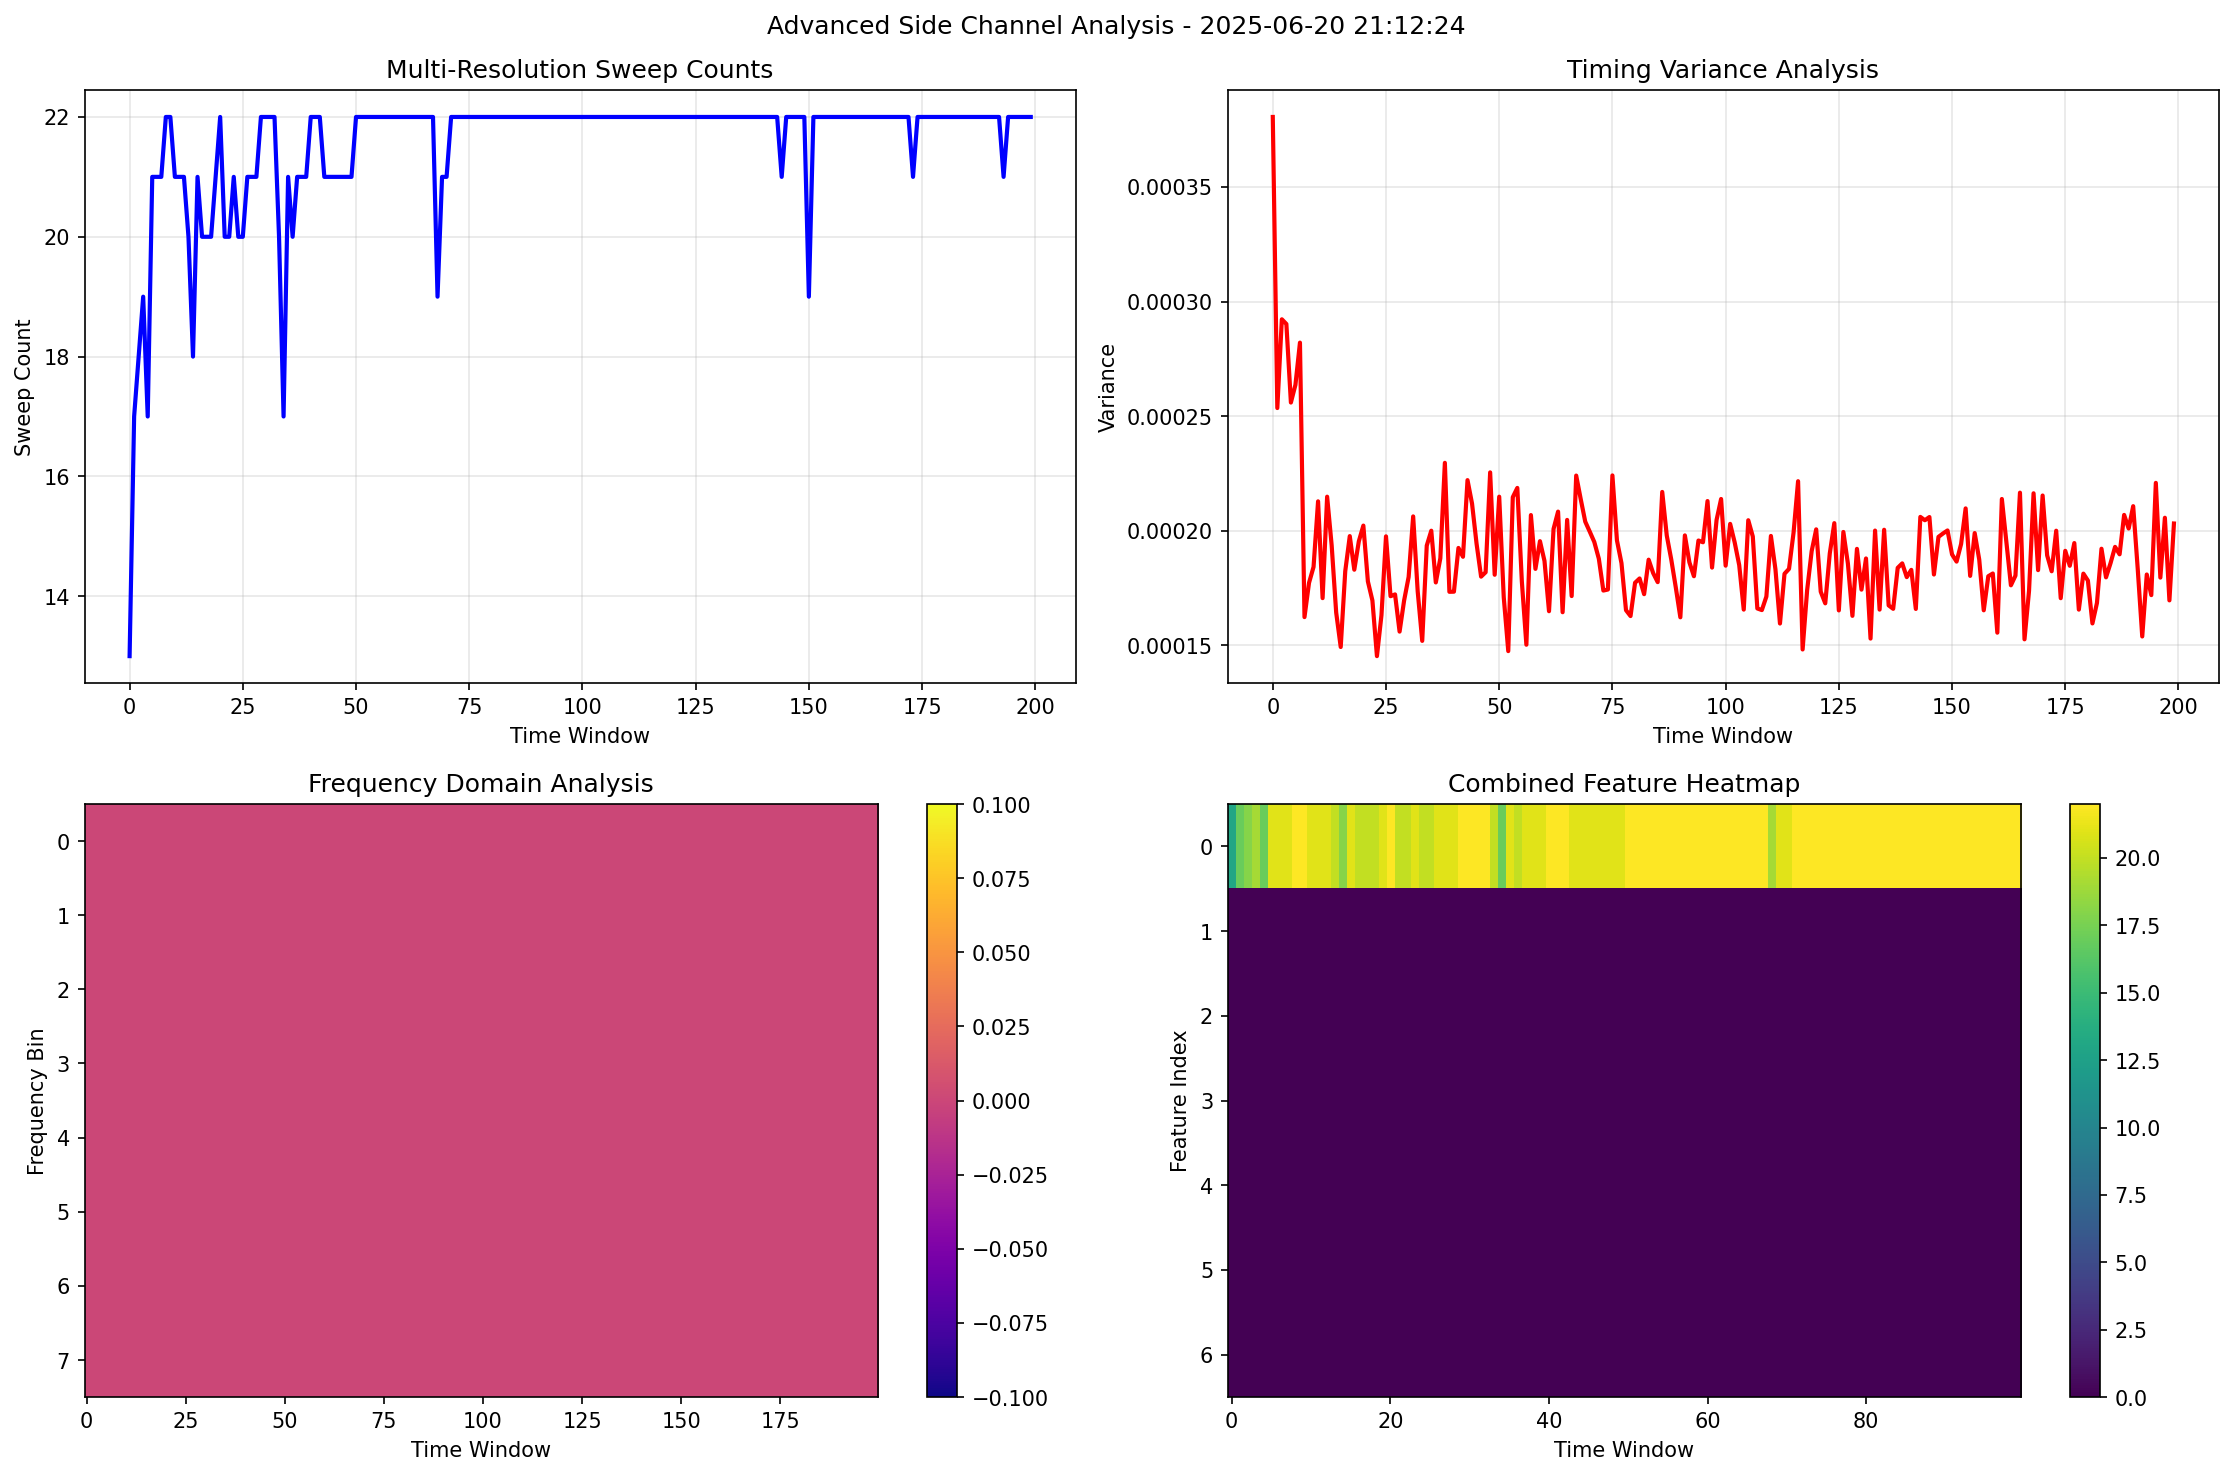 Advanced Side Channel Analysis - 2025-06-20 21:12:24
Multi-Resolution Sweep Counts
Sweep Count
22
20
18
16
14
0 25 50 75 100 125 150 175 200
Time Window
Timing Variance Analysis
Variance
0.00035
0.00030
0.00025
0.00020
0.00015
0 25 50 75 100 125 150 175 200
Time Window
Frequency Domain Analysis
Frequency Bin
0
1
2
3
4
5
6
7
0 25 50 75 100 125 150 175
Time Window
0.100
0.075
0.050
0.025
0.000
−0.025
−0.050
−0.075
−0.100
Combined Feature Heatmap
Feature Index
0
1
2
3
4
5
6
0 20 40 60 80
Time Window
20.0
17.5
15.0
12.5
10.0
7.5
5.0
2.5
0.0